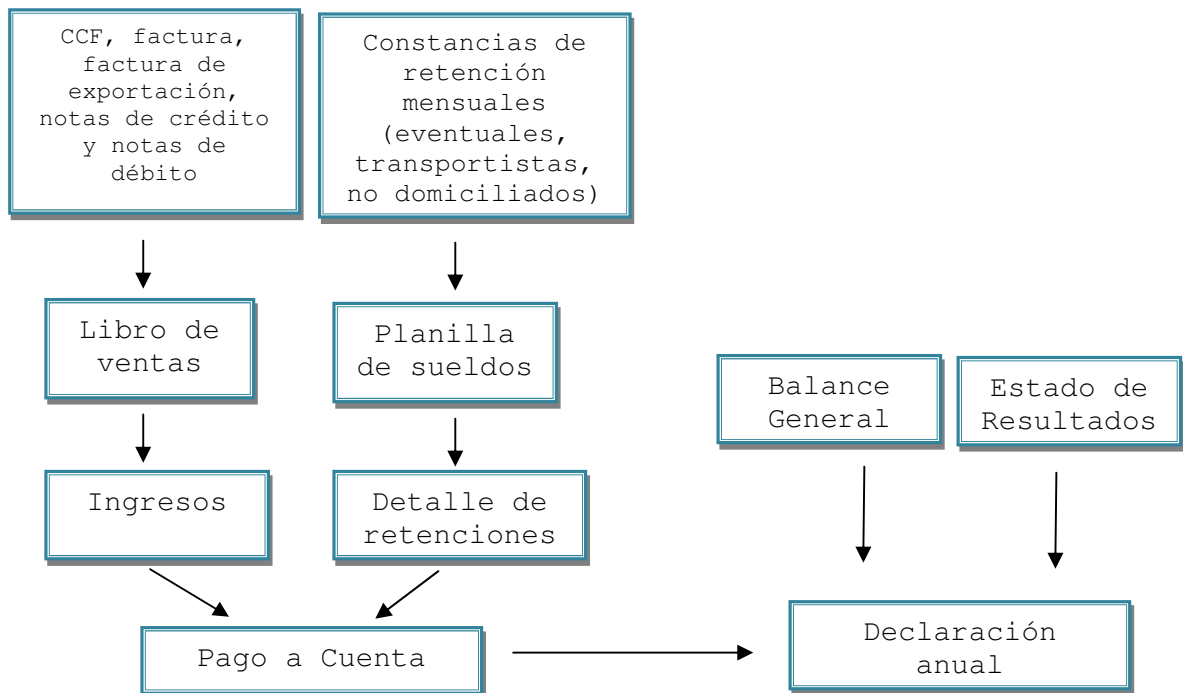 CCF, factura,
factura de
exportación,
notas de crédito
y notas de
débito
Constancias de
retención
mensuales
(eventuales,
transportistas,
no domiciliados)
Libro de
ventas
Planilla
de sueldos
Balance
General
Estado de
Resultados
Ingresos
Detalle de
retenciones
Pago a Cuenta
Declaración
anual